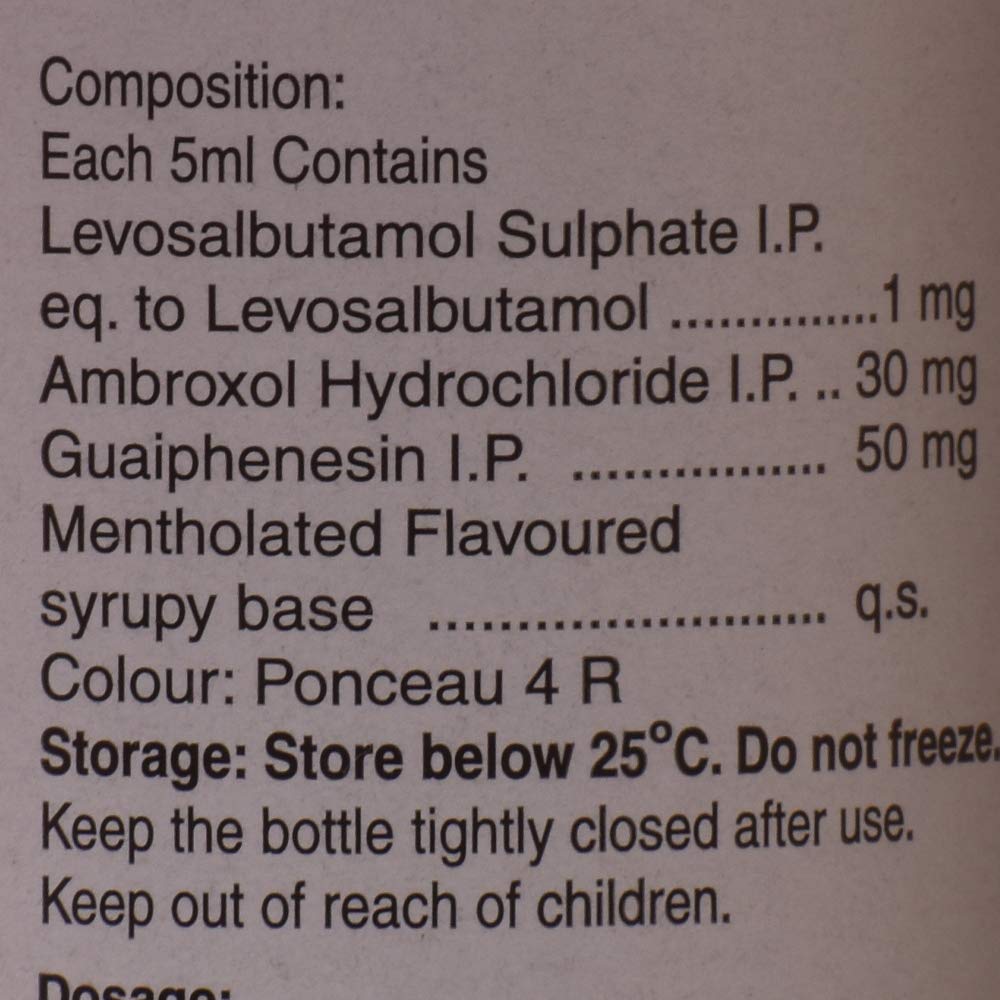 Composition:
Each 5ml Contains
Levosalbutamol Sulphate I.P.
eq. to Levosalbutamol ...............1 mg
Ambroxol Hydrochloride I.P. .. 30 mg
Guaiphenesin I.P. ................. 50 mg
Mentholated Flavoured
syrupy base ......................... q.s.
Colour: Ponceau 4 R
Storage: Store below 25°C. Do not freeze.
Keep the bottle tightly closed after use.
Keep out of reach of children.
Dosage: